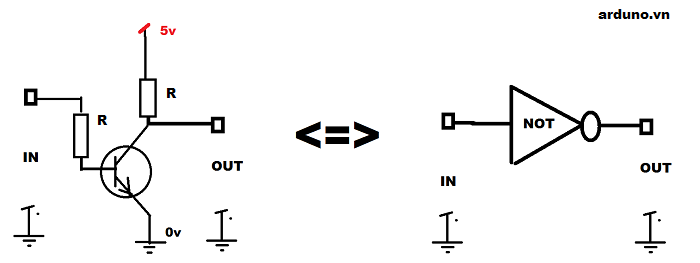 arduno.vn
5v
R
R
IN
OUT
0v
<=>
NOT
IN
OUT